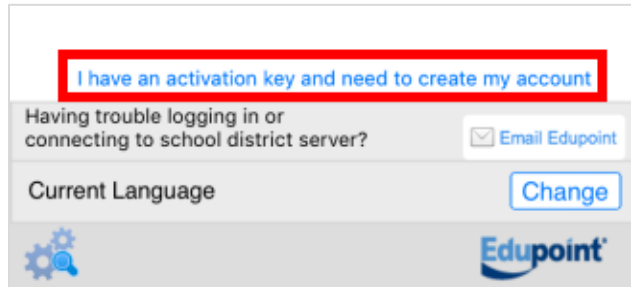 I have an activation key and need to create my account
Having trouble logging in or
connecting to school district server?
Email Edupoint
Current Language
Change
Edupoint